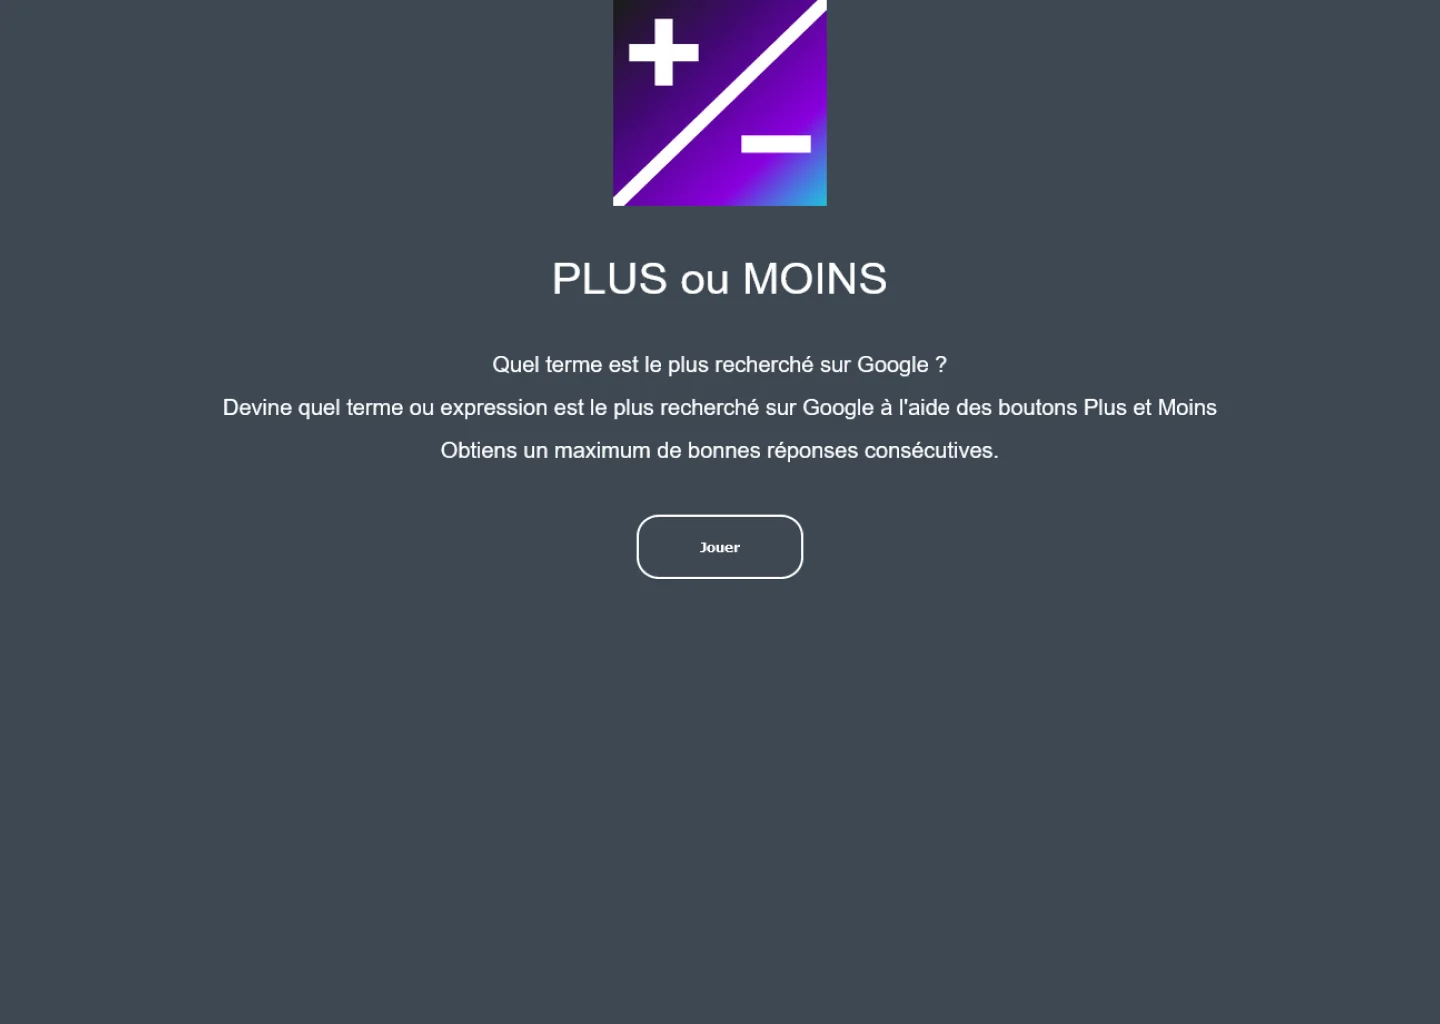 PLUS ou MOINS
Quel terme est le plus recherché sur Google ?
Devine quel terme ou expression est le plus recherché sur Google à l'aide des boutons Plus et Moins
Obtiens un maximum de bonnes réponses consécutives.
Jouer